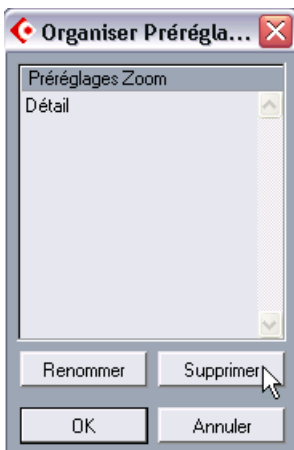 Organiser Prérégla...
Préréglages Zoom
Détail
Renommer Supprimer
OK Annuler